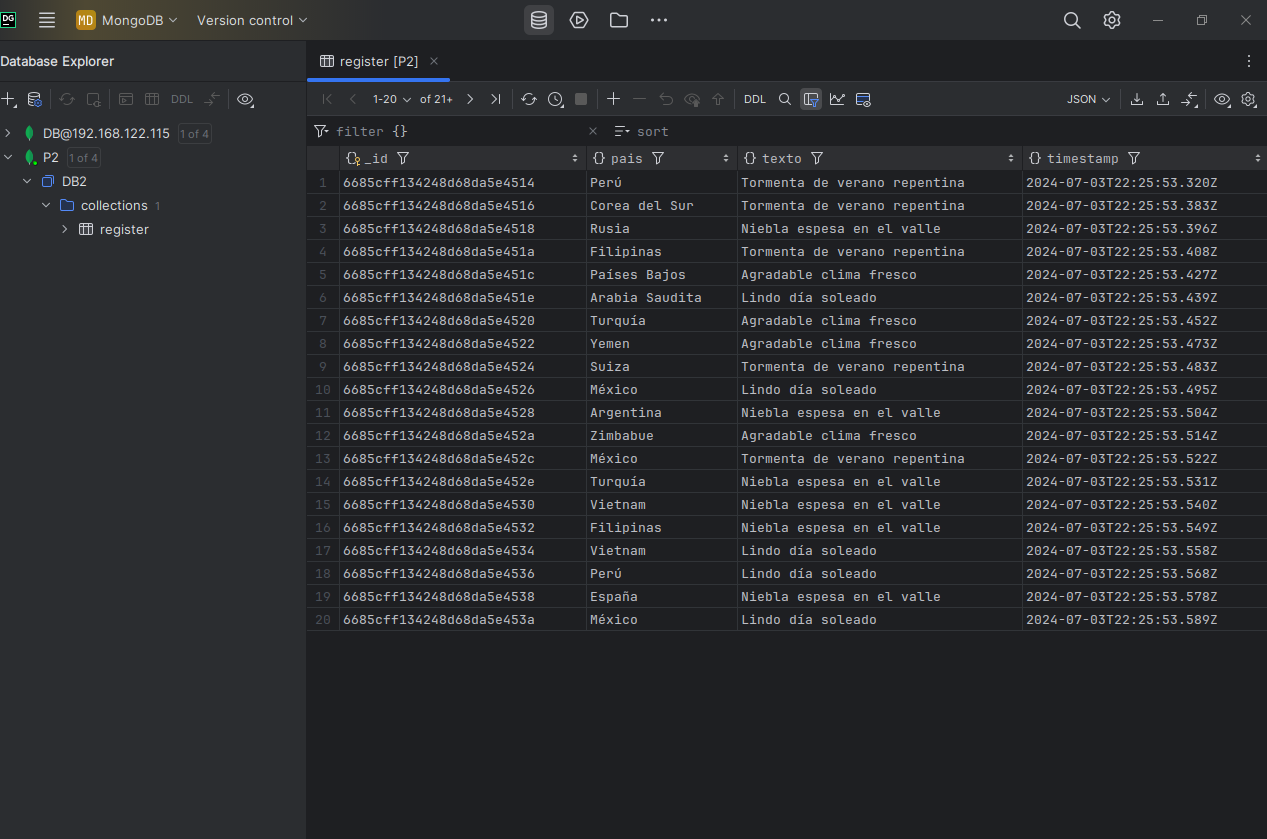 DG MD MongoDB Version control
Database Explorer
register [P2]
DDL
1-20 of 21+ DDL JSON
DB@192.168.122.115 1 of 4
P2 1 of 4
DB2
collections 1
register
filter {} sort
_id pais texto timestamp
1 6685cff134248d68da5e4514 Perú Tormenta de verano repentina 2024-07-03T22:25:53.320Z
2 6685cff134248d68da5e4516 Corea del Sur Tormenta de verano repentina 2024-07-03T22:25:53.383Z
3 6685cff134248d68da5e4518 Rusia Niebla espesa en el valle 2024-07-03T22:25:53.396Z
4 6685cff134248d68da5e451a Filipinas Tormenta de verano repentina 2024-07-03T22:25:53.408Z
5 6685cff134248d68da5e451c Países Bajos Agradable clima fresco 2024-07-03T22:25:53.427Z
6 6685cff134248d68da5e451e Arabia Saudita Lindo día soleado 2024-07-03T22:25:53.439Z
7 6685cff134248d68da5e4520 Turquía Agradable clima fresco 2024-07-03T22:25:53.452Z
8 6685cff134248d68da5e4522 Yemen Agradable clima fresco 2024-07-03T22:25:53.473Z
9 6685cff134248d68da5e4524 Suiza Tormenta de verano repentina 2024-07-03T22:25:53.483Z
10 6685cff134248d68da5e4526 México Lindo día soleado 2024-07-03T22:25:53.495Z
11 6685cff134248d68da5e4528 Argentina Niebla espesa en el valle 2024-07-03T22:25:53.504Z
12 6685cff134248d68da5e452a Zimbabue Agradable clima fresco 2024-07-03T22:25:53.514Z
13 6685cff134248d68da5e452c México Tormenta de verano repentina 2024-07-03T22:25:53.522Z
14 6685cff134248d68da5e452e Turquía Niebla espesa en el valle 2024-07-03T22:25:53.531Z
15 6685cff134248d68da5e4530 Vietnam Niebla espesa en el valle 2024-07-03T22:25:53.540Z
16 6685cff134248d68da5e4532 Filipinas Niebla espesa en el valle 2024-07-03T22:25:53.549Z
17 6685cff134248d68da5e4534 Vietnam Lindo día soleado 2024-07-03T22:25:53.558Z
18 6685cff134248d68da5e4536 Perú Lindo día soleado 2024-07-03T22:25:53.568Z
19 6685cff134248d68da5e4538 España Niebla espesa en el valle 2024-07-03T22:25:53.578Z
20 6685cff134248d68da5e453a México Lindo día soleado 2024-07-03T22:25:53.589Z